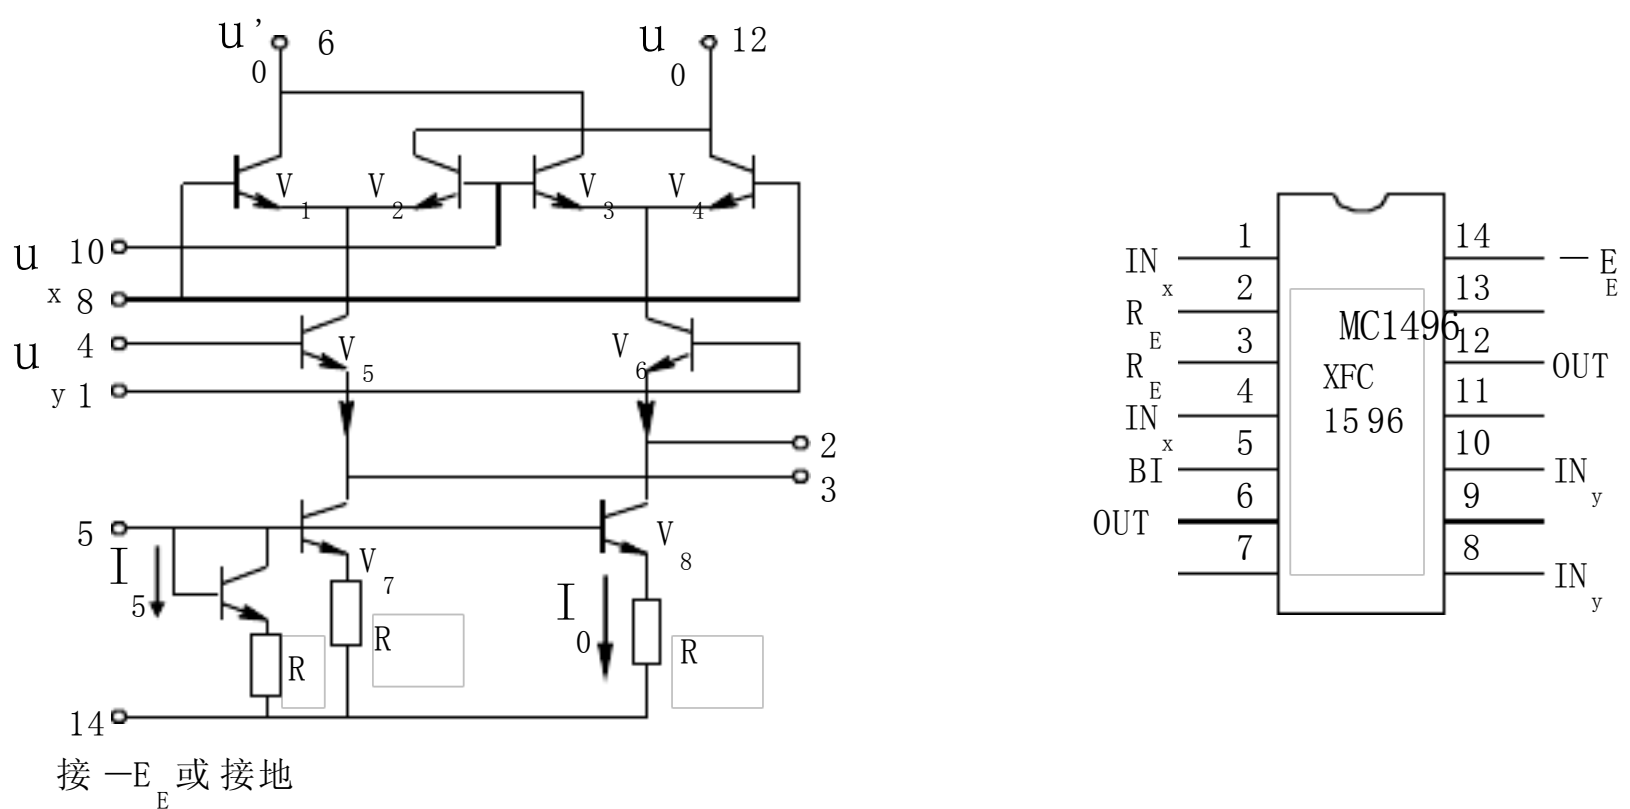 u'0 6
u0 12
V1 V2 V3 V4
ux 10
8
uy 4
1
V5 V6
2
3
5
I5
V7
V8
I0
R
R
R
14
接 —EE 或 接地
1 14
INx —EE
2 13
RE
MC1496
3 12
RE OUT
XFC
4 11
INx
1596
5 10
BI INy
6 9
OUT
7 8
INy